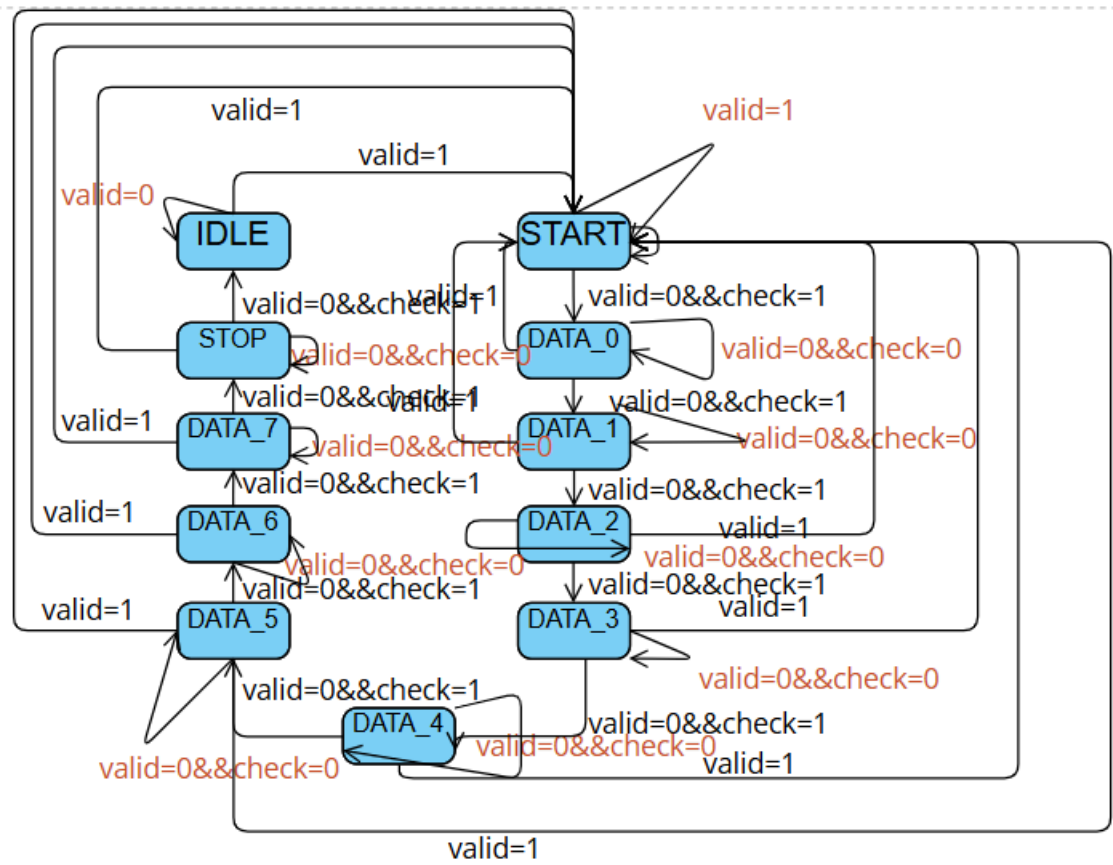 valid=1
valid=1
valid=1
valid=0
IDLE
START
valid=0&&check=1
valid=1
valid=0&&check=1
STOP
valid=0&&check=0
DATA_0
valid=0&&check=0
valid=0&&check=1
valid=1
valid=0&&check=1
valid=1
DATA_7
valid=0&&check=0
DATA_1
valid=0&&check=0
valid=0&&check=1
valid=0&&check=1
valid=1
DATA_6
DATA_2
valid=1
valid=0&&check=0
valid=0&&check=0
valid=0&&check=1
valid=0&&check=1
valid=1
DATA_5
DATA_3
valid=1
valid=0&&check=0
valid=0&&check=1
DATA_4
valid=0&&check=1
valid=0&&check=0
valid=0&&check=0
valid=1
valid=1